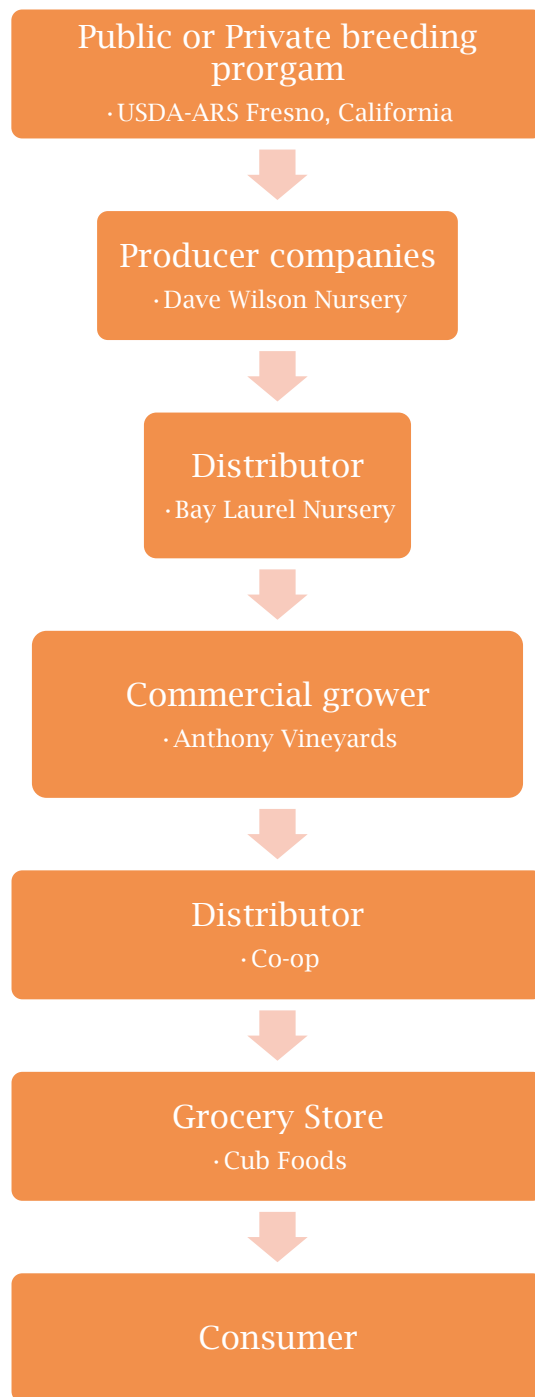 Public or Private breeding
prorgam
· USDA-ARS Fresno, California
Producer companies
· Dave Wilson Nursery
Distributor
· Bay Laurel Nursery
Commercial grower
· Anthony Vineyards
Distributor
· Co-op
Grocery Store
· Cub Foods
Consumer